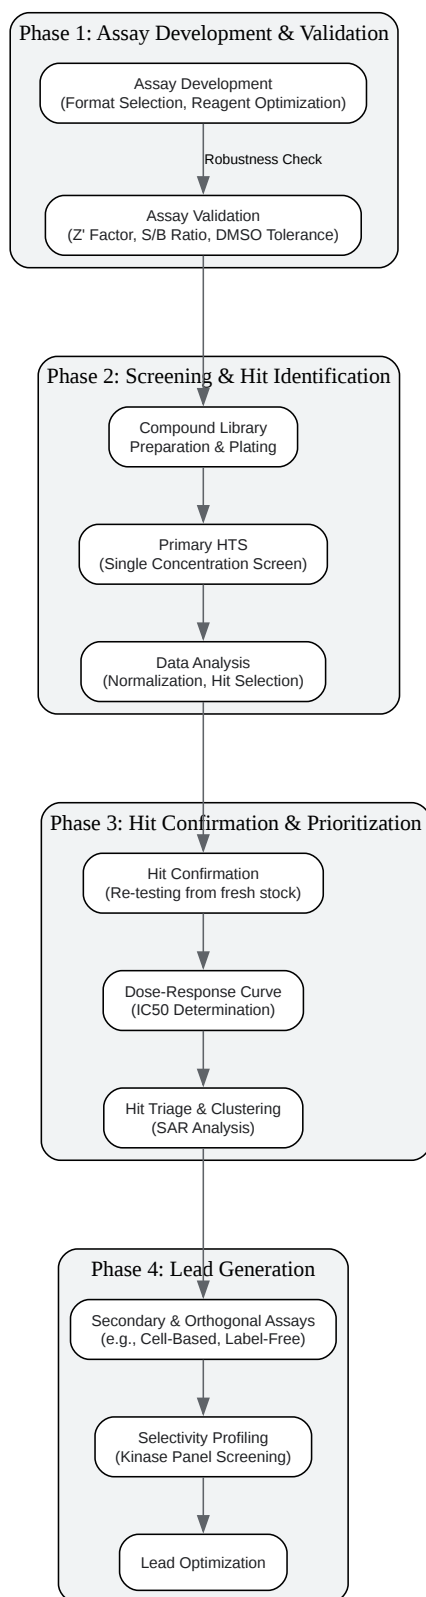 Phase 1: Assay Development & Validation
Assay Development
(Format Selection, Reagent Optimization)
Robustness Check
Assay Validation
(Z' Factor, S/B Ratio, DMSO Tolerance)
Phase 2: Screening & Hit Identification
Compound Library
Preparation & Plating
Primary HTS
(Single Concentration Screen)
Data Analysis
(Normalization, Hit Selection)
Phase 3: Hit Confirmation & Prioritization
Hit Confirmation
(Re-testing from fresh stock)
Dose-Response Curve
(IC50 Determination)
Hit Triage & Clustering
(SAR Analysis)
Phase 4: Lead Generation
Secondary & Orthogonal Assays
(e.g., Cell-Based, Label-Free)
Selectivity Profiling
(Kinase Panel Screening)
Lead Optimization